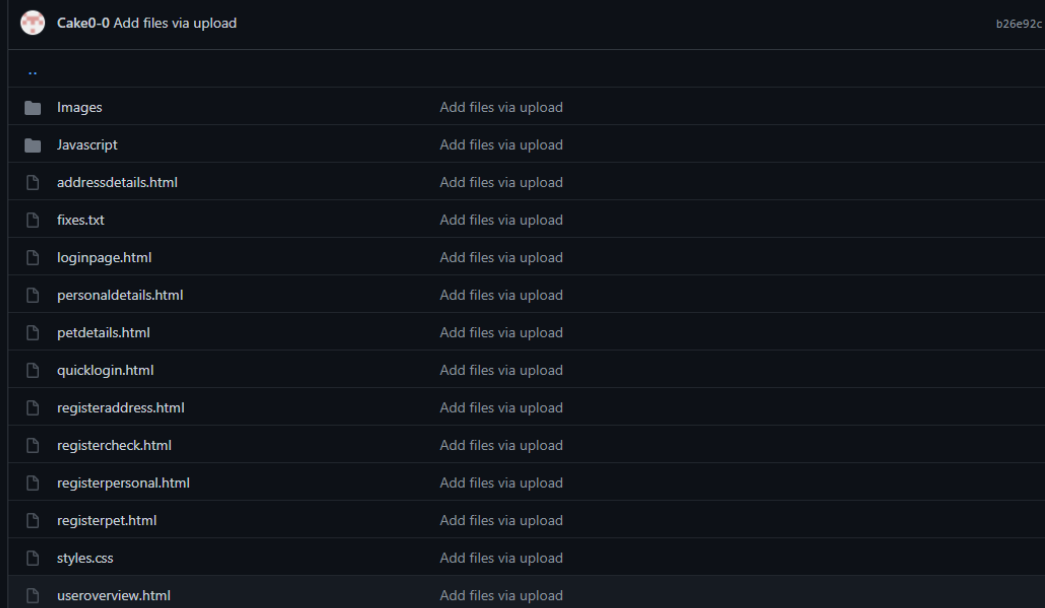 Cake0-0 Add files via upload b26e92c
..
Images Add files via upload
Javascript Add files via upload
addressdetails.html Add files via upload
fixes.txt Add files via upload
loginpage.html Add files via upload
personaldetails.html Add files via upload
petdetails.html Add files via upload
quicklogin.html Add files via upload
registeraddress.html Add files via upload
registercheck.html Add files via upload
registerpersonal.html Add files via upload
registerpet.html Add files via upload
styles.css Add files via upload
useroverview.html Add files via upload